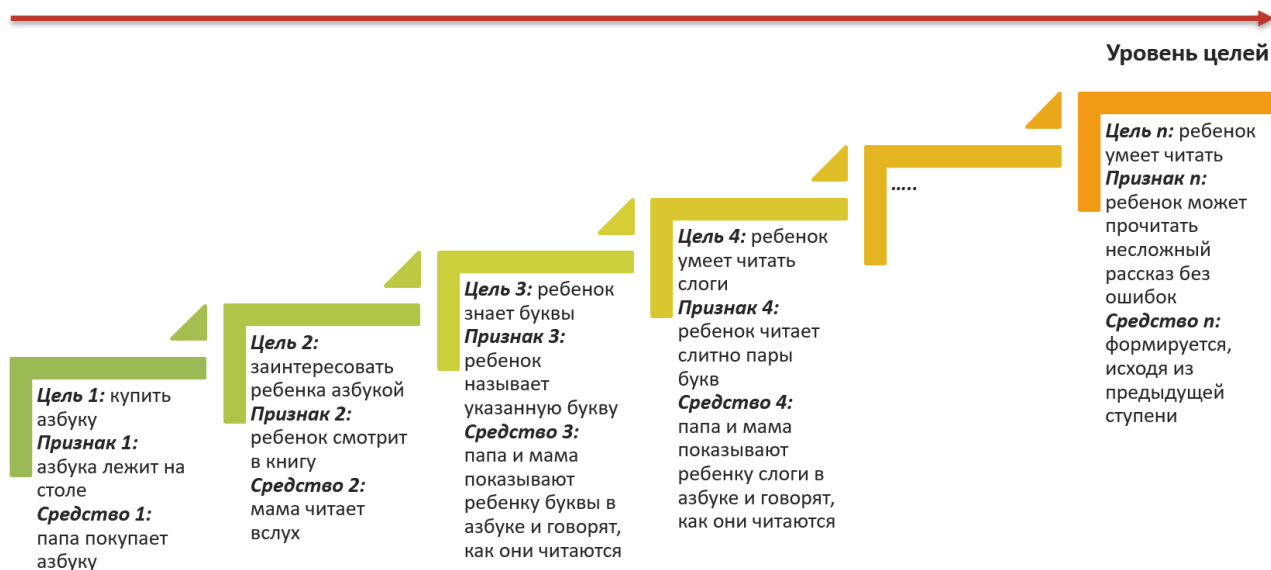 Уровень целей
Цель 1: купить
азбуку
Признак 1:
азбука лежит на
столе
Средство 1:
папа покупает
азбуку
Цель 2:
заинтересовать
ребенка азбукой
Признак 2:
ребенок смотрит
в книгу
Средство 2:
мама читает
вслух
Цель 3: ребенок
знает буквы
Признак 3:
ребенок
называет
указанную букву
Средство 3:
папа и мама
показывают
ребенку буквы в
азбуке и говорят,
как они читаются
Цель 4: ребенок
умеет читать
слоги
Признак 4:
ребенок читает
слитно пары
букв
Средство 4:
папа и мама
показывают
ребенку слоги в
азбуке и говорят,
как они читаются
.....
Цель n: ребенок
умеет читать
Признак n:
ребенок может
прочитать
несложный
рассказ без
ошибок
Средство n:
формируется,
исходя из
предыдущей
ступени